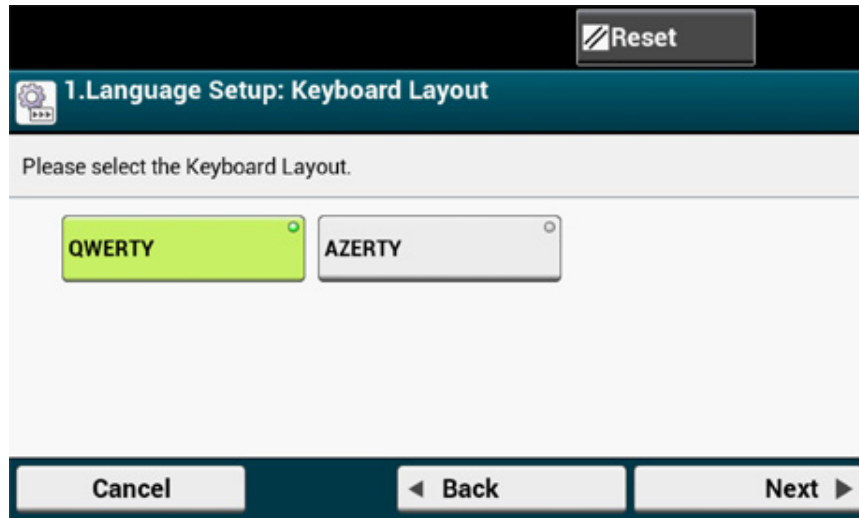 Reset
1.Language Setup: Keyboard Layout
Please select the Keyboard Layout.
QWERTY AZERTY
Cancel Back Next